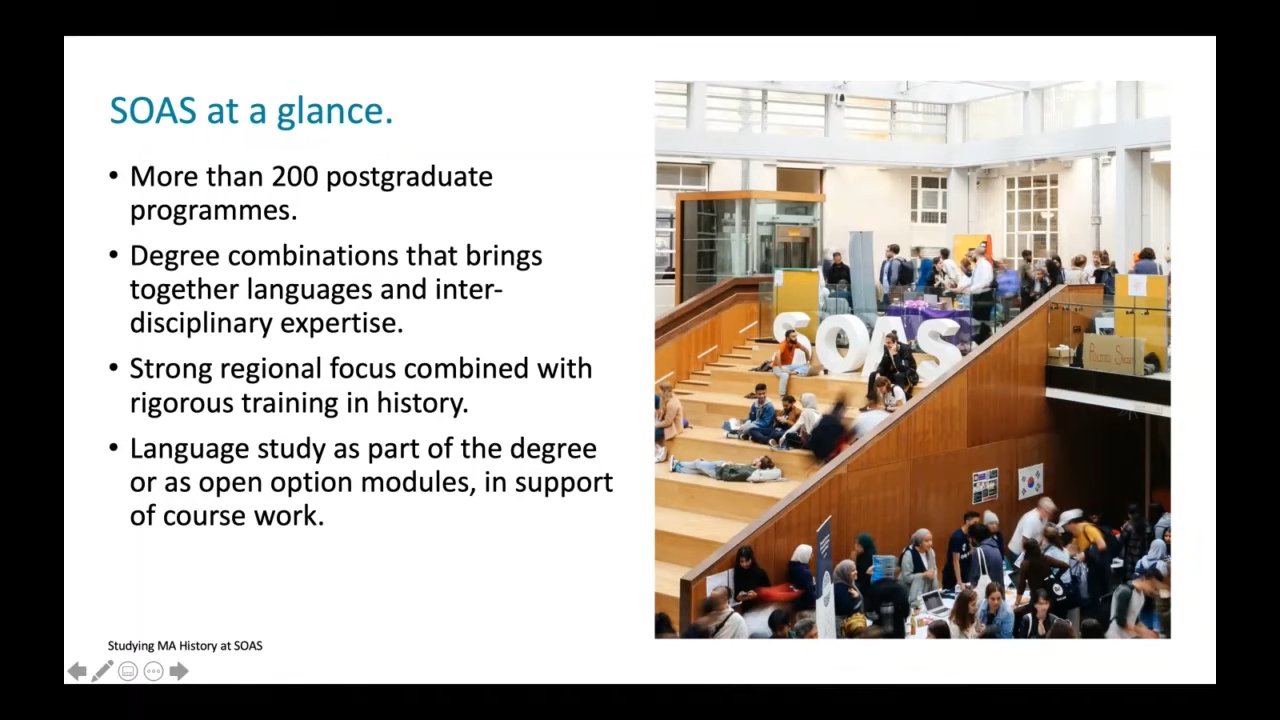 SOAS at a glance.
• More than 200 postgraduate
programmes.
• Degree combinations that brings
together languages and inter-
disciplinary expertise.
• Strong regional focus combined with
rigorous training in history.
• Language study as part of the degree
or as open option modules, in support
of course work.
SOAS
Studying MA History at SOAS